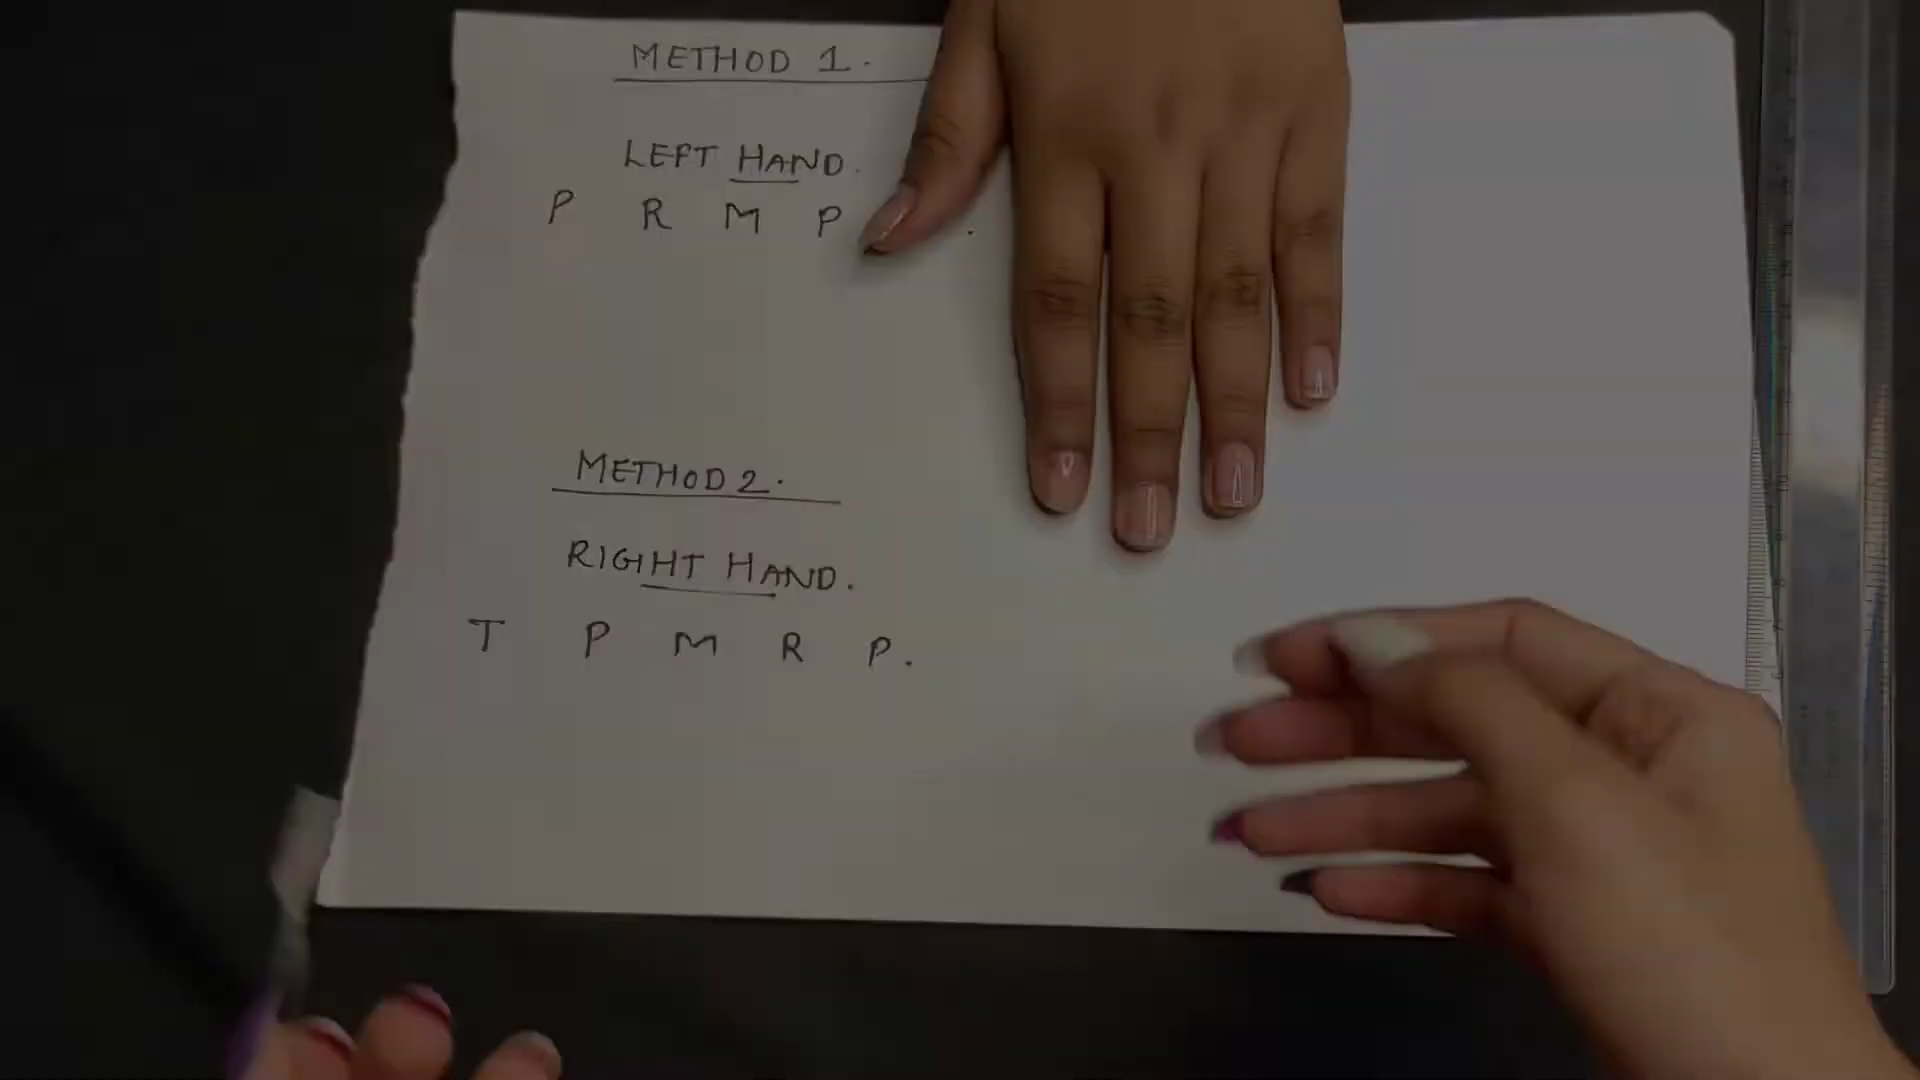 METHOD 1.
LEFT HAND.
P R M P
METHOD 2.
RIGHT HAND.
T P M R P.